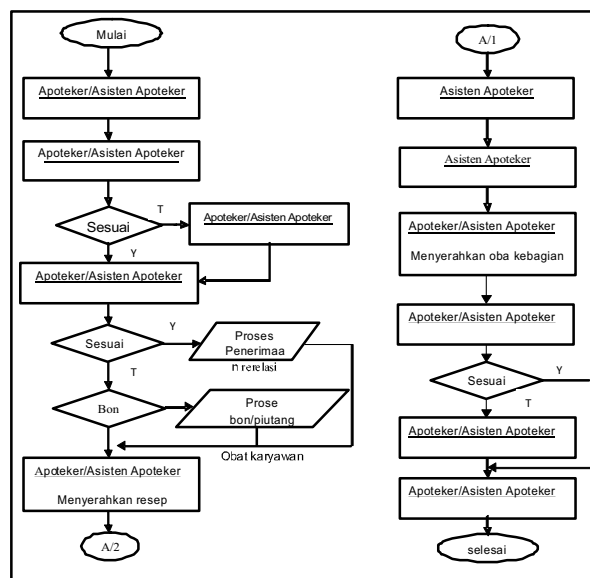 Mulai
Apoteker/Asisten Apoteker
Apoteker/Asisten Apoteker
Sesuai
T
Apoteker/Asisten Apoteker
Y
Apoteker/Asisten Apoteker
Sesuai
Y
Proses
Penerimaa
n rerelasi
T
Bon
Prose
bon/piutang
Obat karyawan
Apoteker/Asisten Apoteker
Menyerahkan resep
A/2
A/1
Asisten Apoteker
Asisten Apoteker
Apoteker/Asisten Apoteker
Menyerahkan oba kebagian
Apoteker/Asisten Apoteker
Sesuai
Y
T
Apoteker/Asisten Apoteker
Apoteker/Asisten Apoteker
selesai